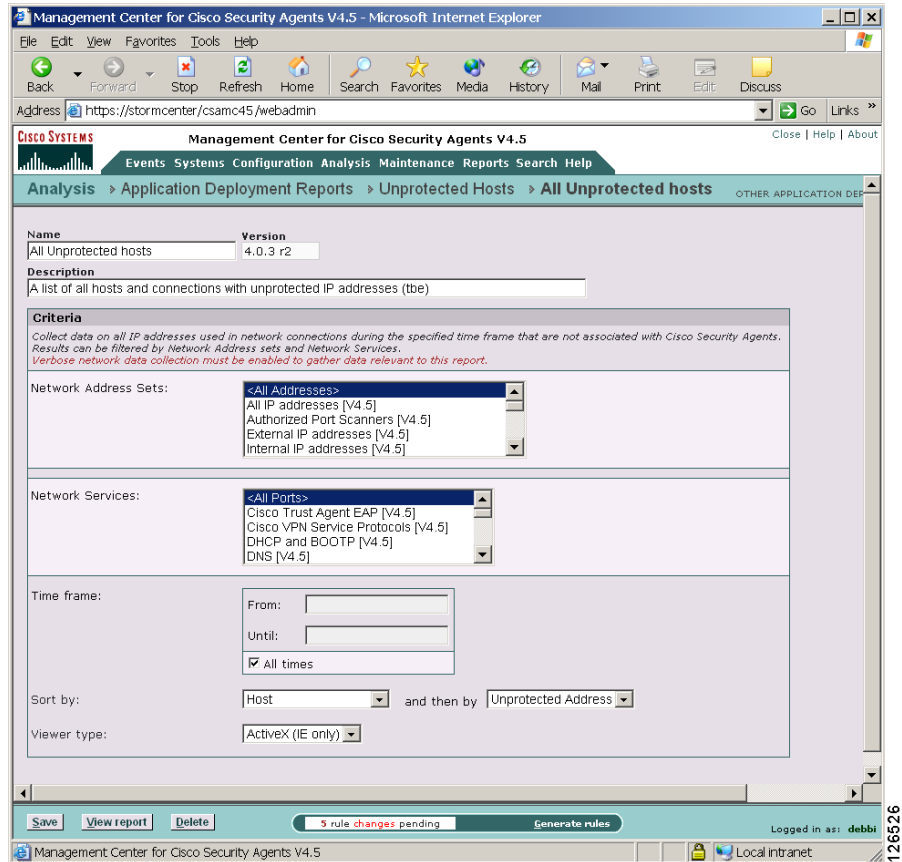 Management Center for Cisco Security Agents V4.5 - Microsoft Internet Explorer
File Edit View Favorites Tools Help
Back Forward Stop Refresh Home Search Favorites Media History Mail Print Edit Discuss
Address https://stormcenter/csamc45/webadmin Go Links »
CISCO SYSTEMS
Management Center for Cisco Security Agents V4.5
Close | Help | About
Events Systems Configuration Analysis Maintenance Reports Search Help
Analysis > Application Deployment Reports > Unprotected Hosts > All Unprotected hosts OTHER APPLICATION DEP
Name Version
All Unprotected hosts 4.0.3 r2
Description
A list of all hosts and connections with unprotected IP addresses (tbe)
Criteria
Collect data on all IP addresses used in network connections during the specified time frame that are not associated with Cisco Security Agents.
Results can be filtered by Network Address sets and Network Services.
Verbose network data collection must be enabled to gather data relevant to this report.
Network Address Sets:
<All Addresses>
All IP addresses [V4.5]
Authorized Port Scanners [V4.5]
External IP addresses [V4.5]
Internal IP addresses [V4.5]
Network Services:
<All Ports>
Cisco Trust Agent EAP [V4.5]
Cisco VPN Service Protocols [V4.5]
DHCP and BOOTP [V4.5]
DNS [V4.5]
Time frame:
From:
Until:
All times
Sort by: Host and then by Unprotected Address
Viewer type: ActiveX (IE only)
Save View report Delete 5 rule changes pending Generate rules Logged in as: debbi
Management Center for Cisco Security Agents V4.5 Local intranet
126526